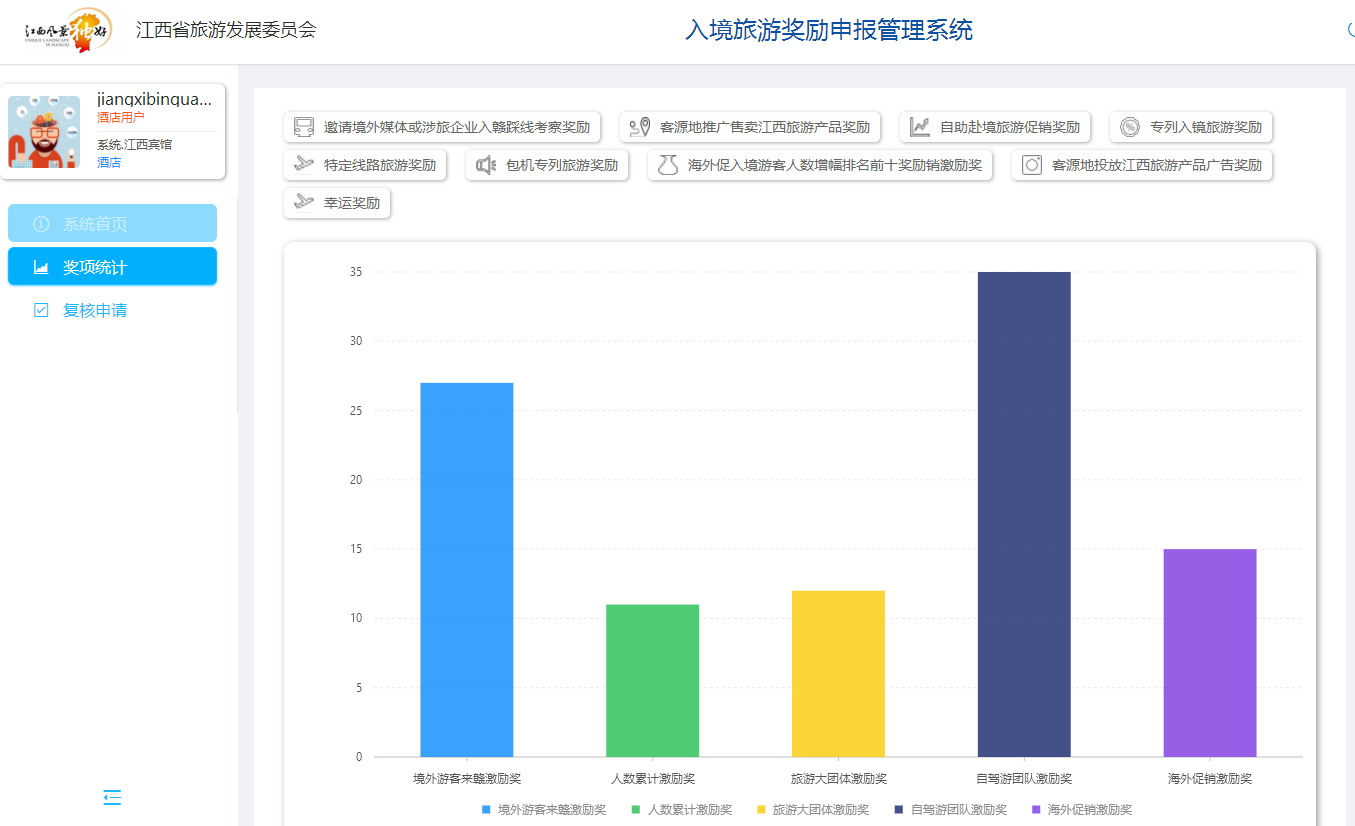 江西风景独好
UNIQUE LANDSCAPE
IN JIANGXI
江西省旅游发展委员会
入境旅游奖励申报管理系统
jiangxibingua...
酒店用户
系统.江西宾馆
酒店
系统首页
奖项统计
复核申请
邀请境外媒体或涉旅企业入赣踩线考察奖励
客源地推广售卖江西旅游产品奖励
自助赴境旅游促销奖励
专列入镜旅游奖励
特定线路旅游奖励
包机专列旅游奖励
海外促入境游客人数增幅排名前十奖励销激励奖
客源地投放江西旅游产品广告奖励
幸运奖励
35
30
25
20
15
10
5
0
境外游客来赣激励奖
人数累计激励奖
旅游大团体激励奖
自驾游团队激励奖
海外促销激励奖
境外游客来赣激励奖
人数累计激励奖
旅游大团体激励奖
自驾游团队激励奖
海外促销激励奖